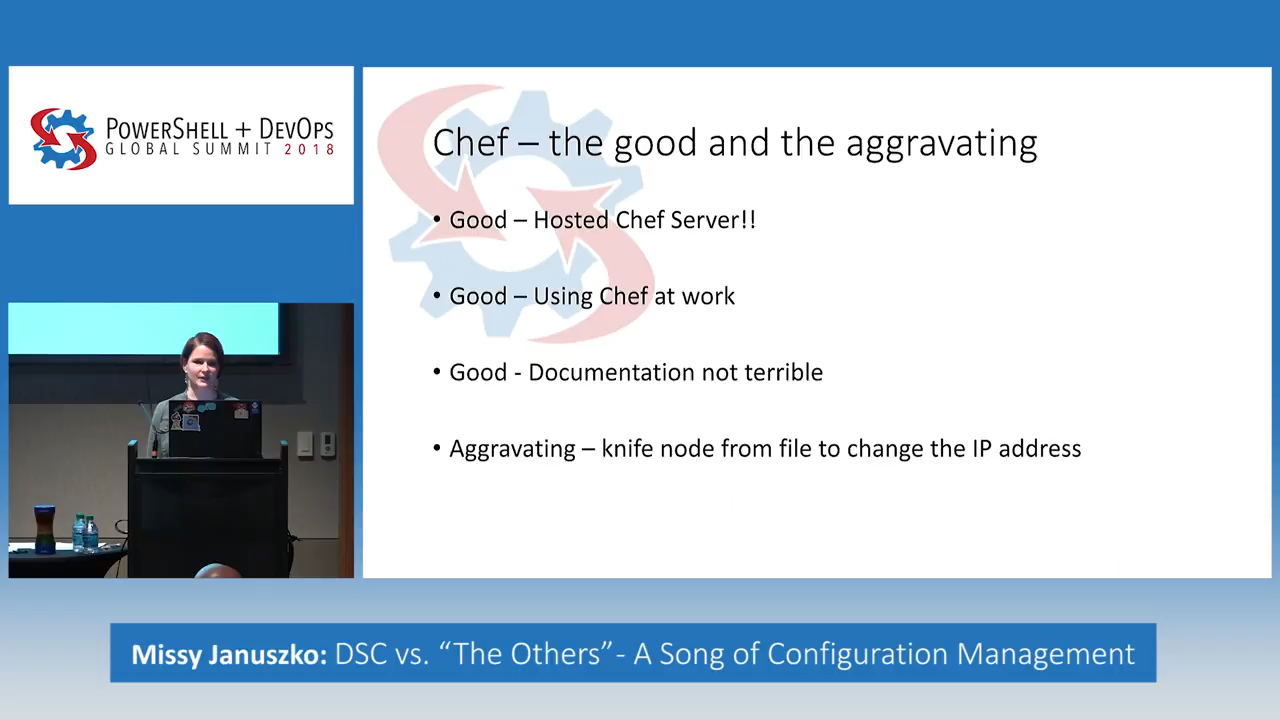 POWERSHELL + DEVOPS
GLOBAL SUMMIT 2018
Chef – the good and the aggravating
• Good – Hosted Chef Server!!
• Good – Using Chef at work
• Good - Documentation not terrible
• Aggravating – knife node from file to change the IP address
Missy Januszko: DSC vs. “The Others”- A Song of Configuration Management